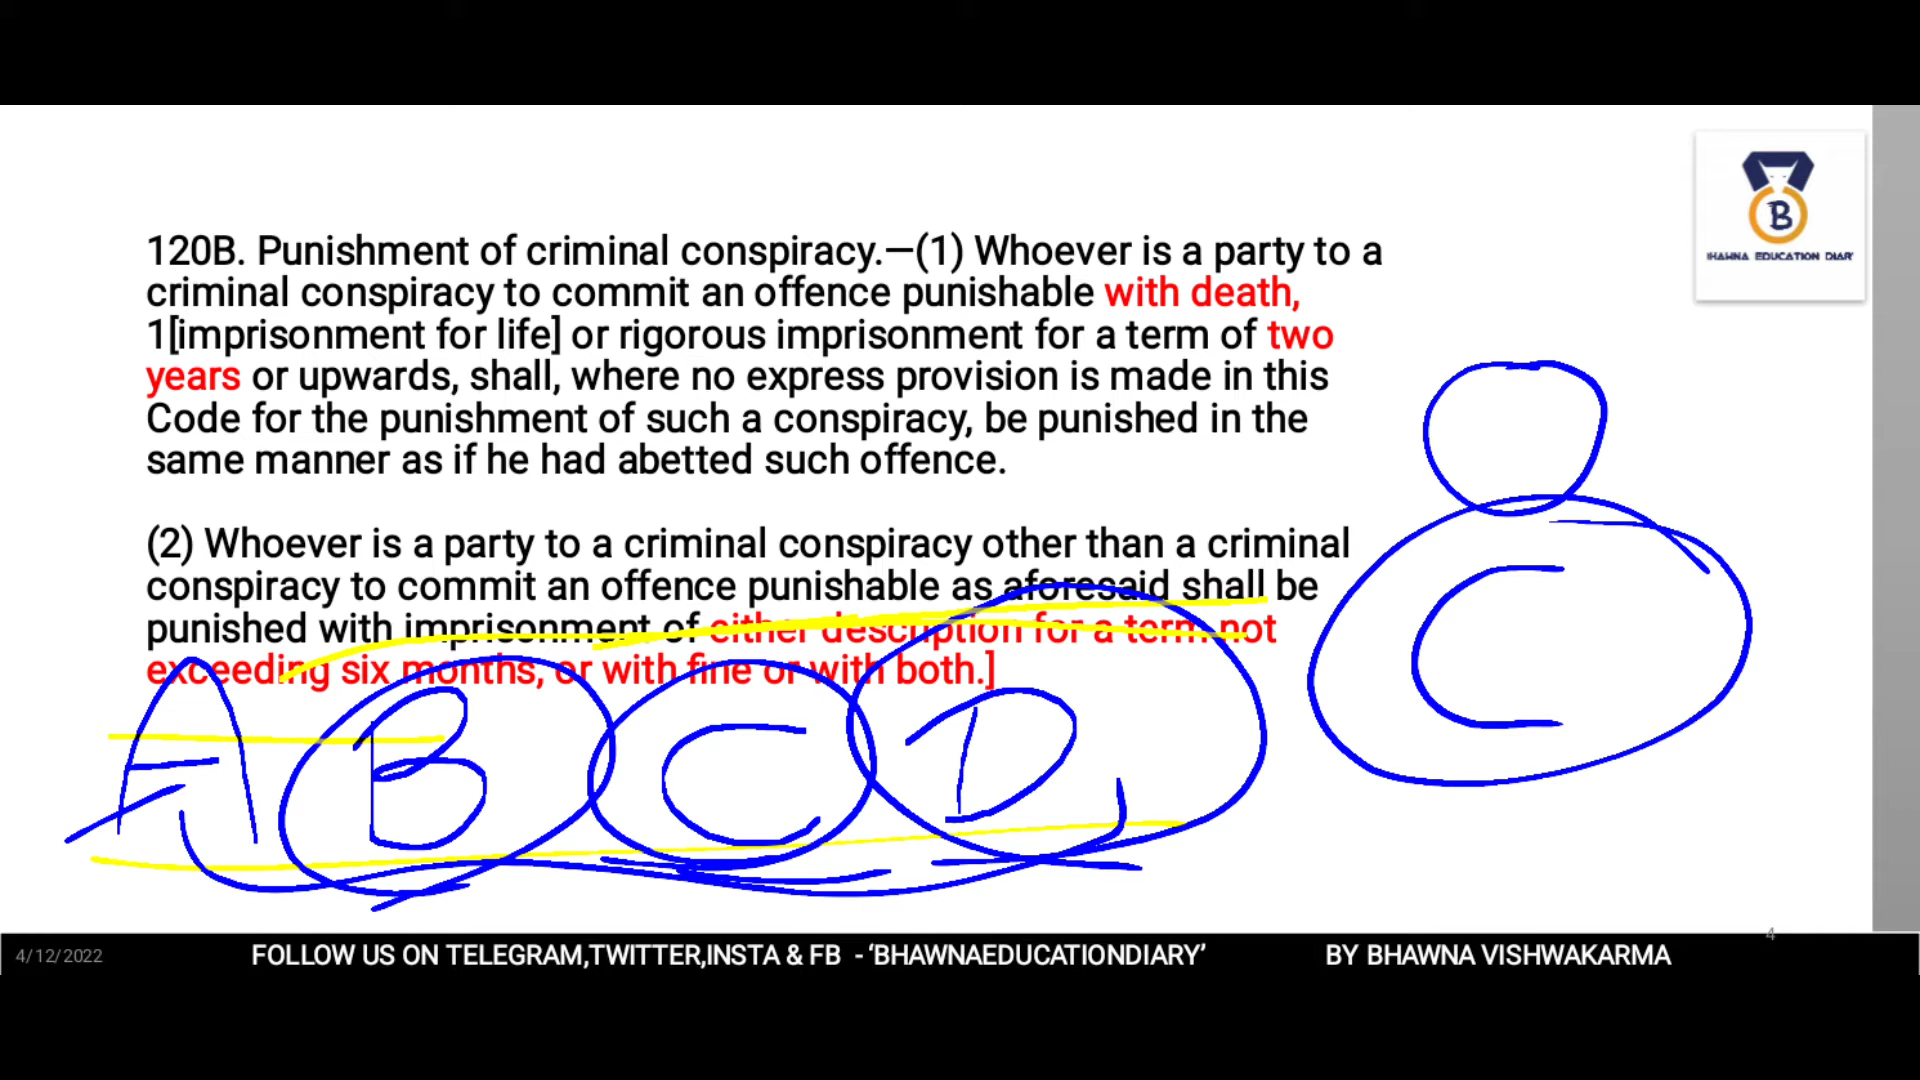 B
BHAWNA EDUCATION DIARY
120B. Punishment of criminal conspiracy.—(1) Whoever is a party to a
criminal conspiracy to commit an offence punishable with death,
1[imprisonment for life] or rigorous imprisonment for a term of two
years or upwards, shall, where no express provision is made in this
Code for the punishment of such a conspiracy, be punished in the
same manner as if he had abetted such offence.
(2) Whoever is a party to a criminal conspiracy other than a criminal
conspiracy to commit an offence punishable as aforesaid shall be
punished with imprisonment of either description for a term not
exceeding six months, or with fine or with both.]
C
A B C D
4
4/12/2022 FOLLOW US ON TELEGRAM,TWITTER,INSTA & FB - ‘BHAWNAEDUCATIONDIARY’ BY BHAWNA VISHWAKARMA